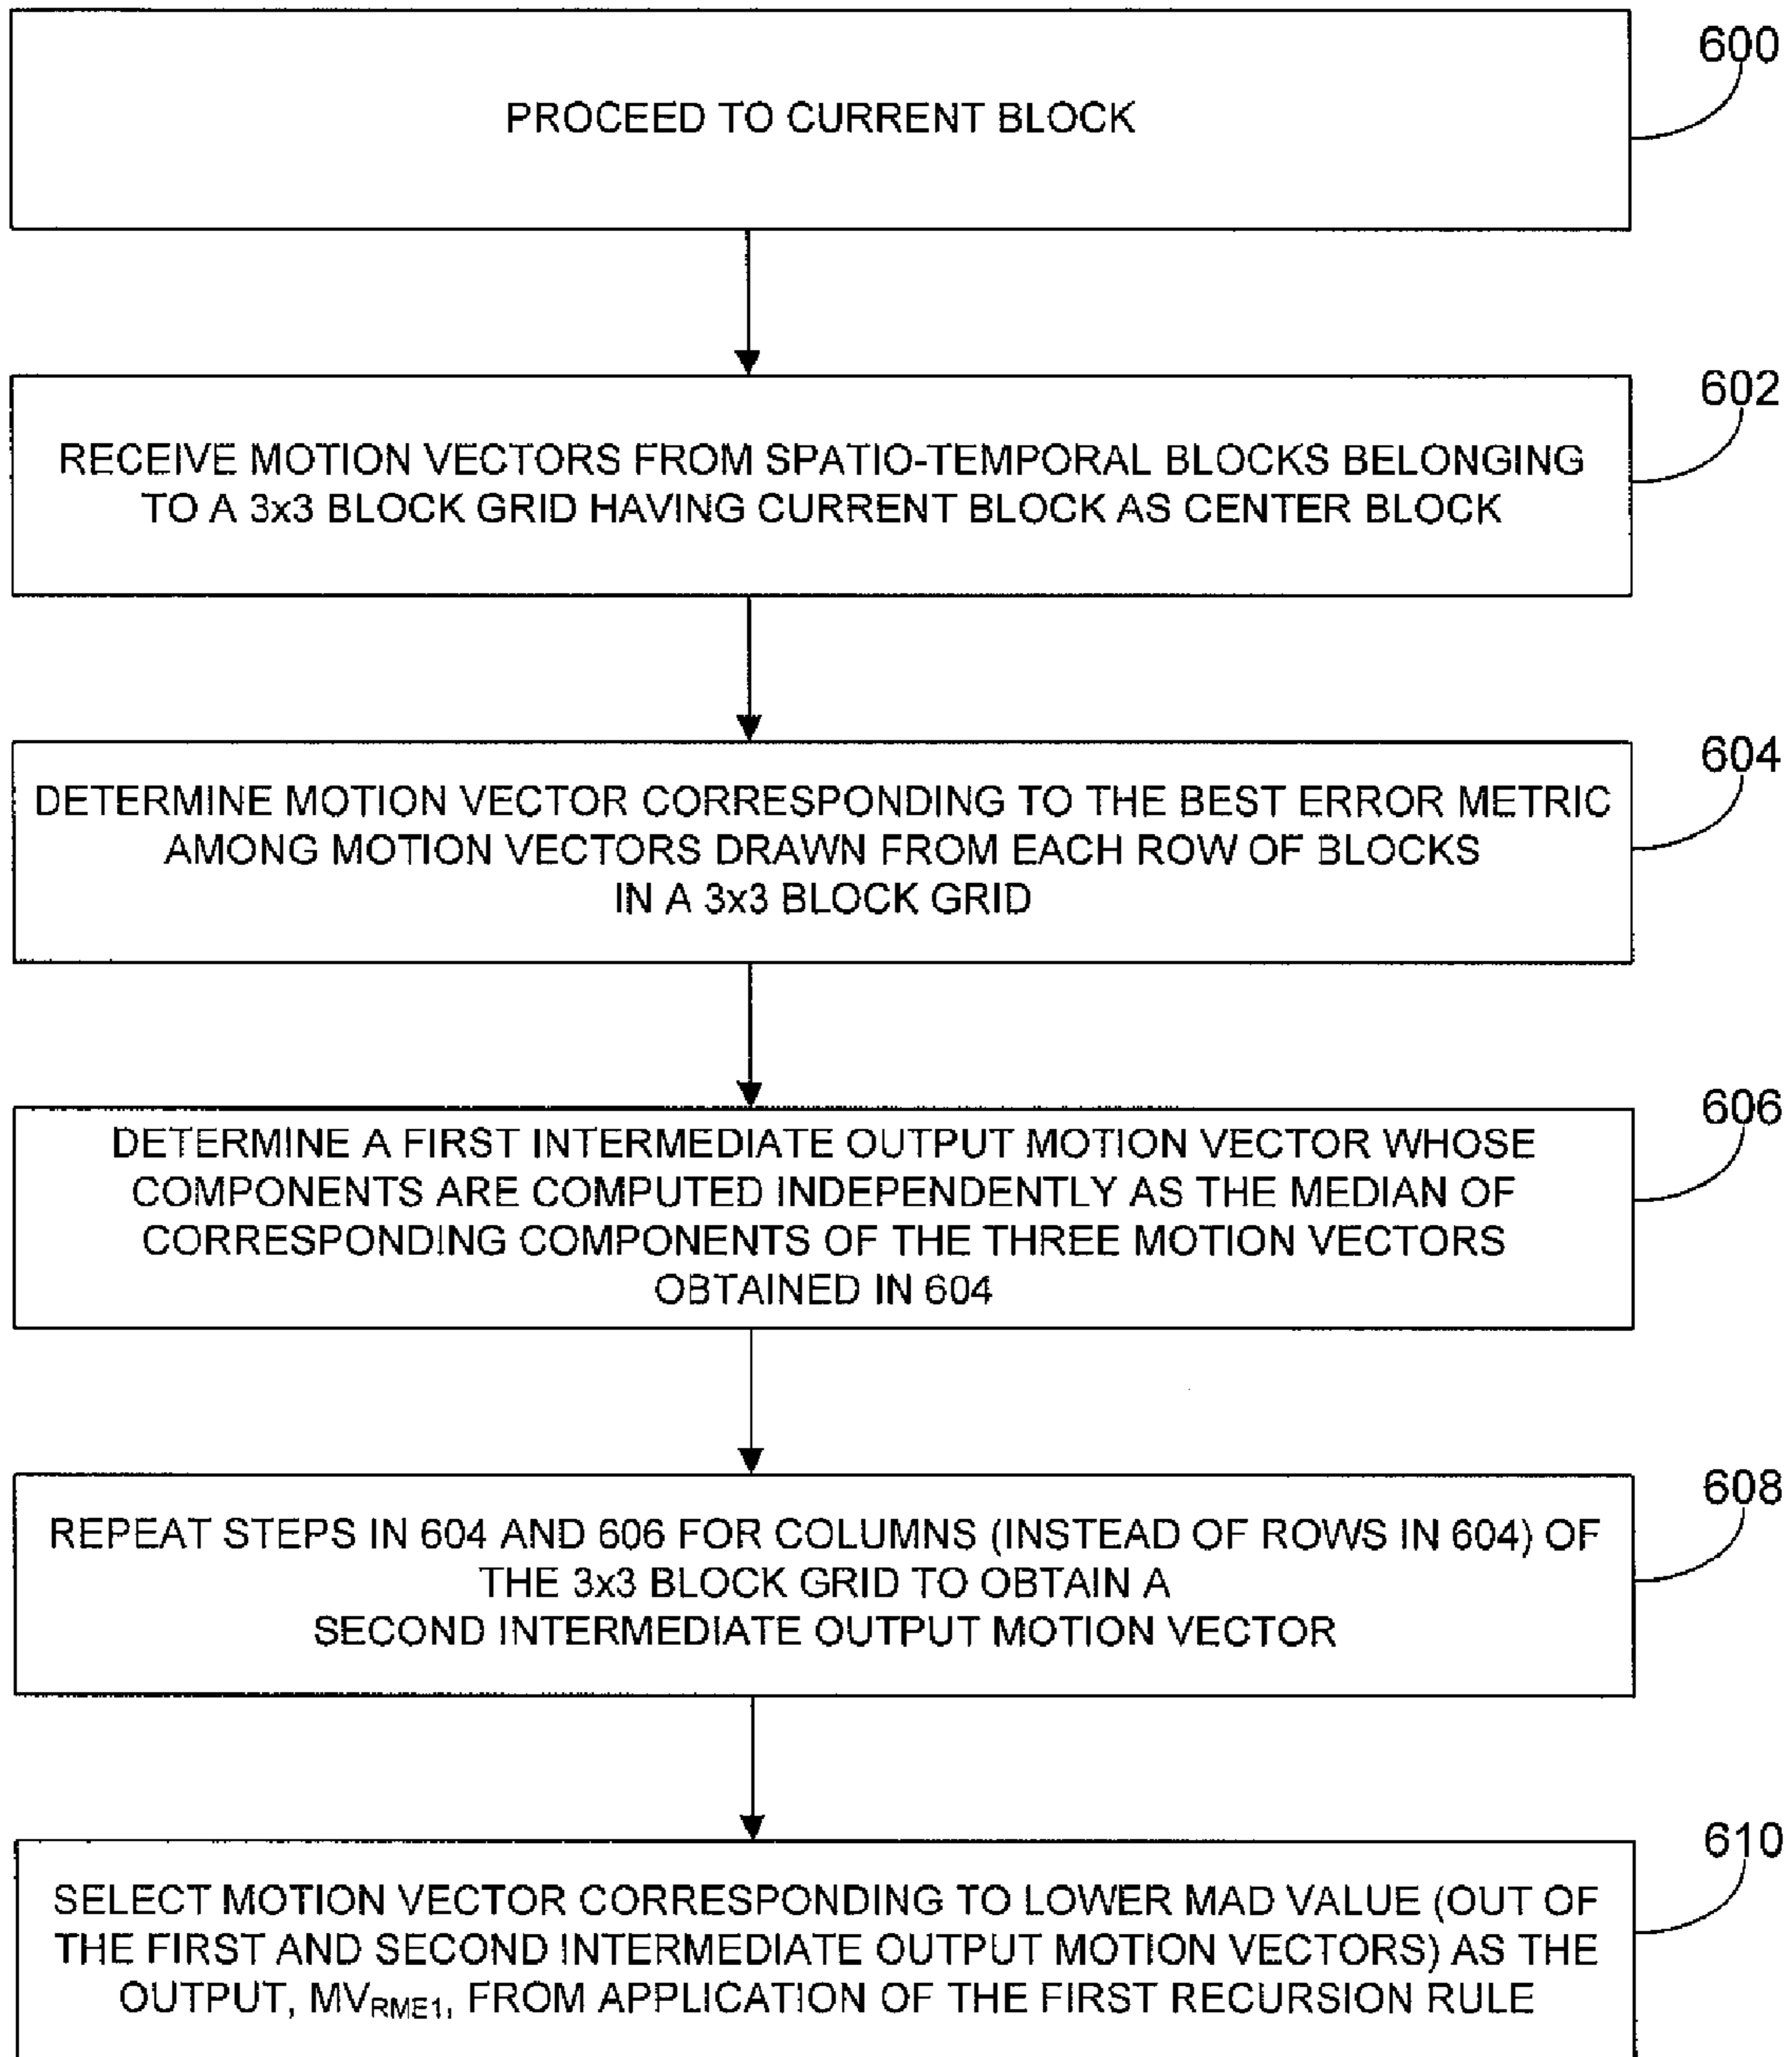 600
PROCEED TO CURRENT BLOCK
602
RECEIVE MOTION VECTORS FROM SPATIO-TEMPORAL BLOCKS BELONGING
TO A 3x3 BLOCK GRID HAVING CURRENT BLOCK AS CENTER BLOCK
604
DETERMINE MOTION VECTOR CORRESPONDING TO THE BEST ERROR METRIC
AMONG MOTION VECTORS DRAWN FROM EACH ROW OF BLOCKS
IN A 3x3 BLOCK GRID
606
DETERMINE A FIRST INTERMEDIATE OUTPUT MOTION VECTOR WHOSE
COMPONENTS ARE COMPUTED INDEPENDENTLY AS THE MEDIAN OF
CORRESPONDING COMPONENTS OF THE THREE MOTION VECTORS
OBTAINED IN 604
608
REPEAT STEPS IN 604 AND 606 FOR COLUMNS (INSTEAD OF ROWS IN 604) OF
THE 3x3 BLOCK GRID TO OBTAIN A
SECOND INTERMEDIATE OUTPUT MOTION VECTOR
610
SELECT MOTION VECTOR CORRESPONDING TO LOWER MAD VALUE (OUT OF
THE FIRST AND SECOND INTERMEDIATE OUTPUT MOTION VECTORS) AS THE
OUTPUT, MVRME1, FROM APPLICATION OF THE FIRST RECURSION RULE